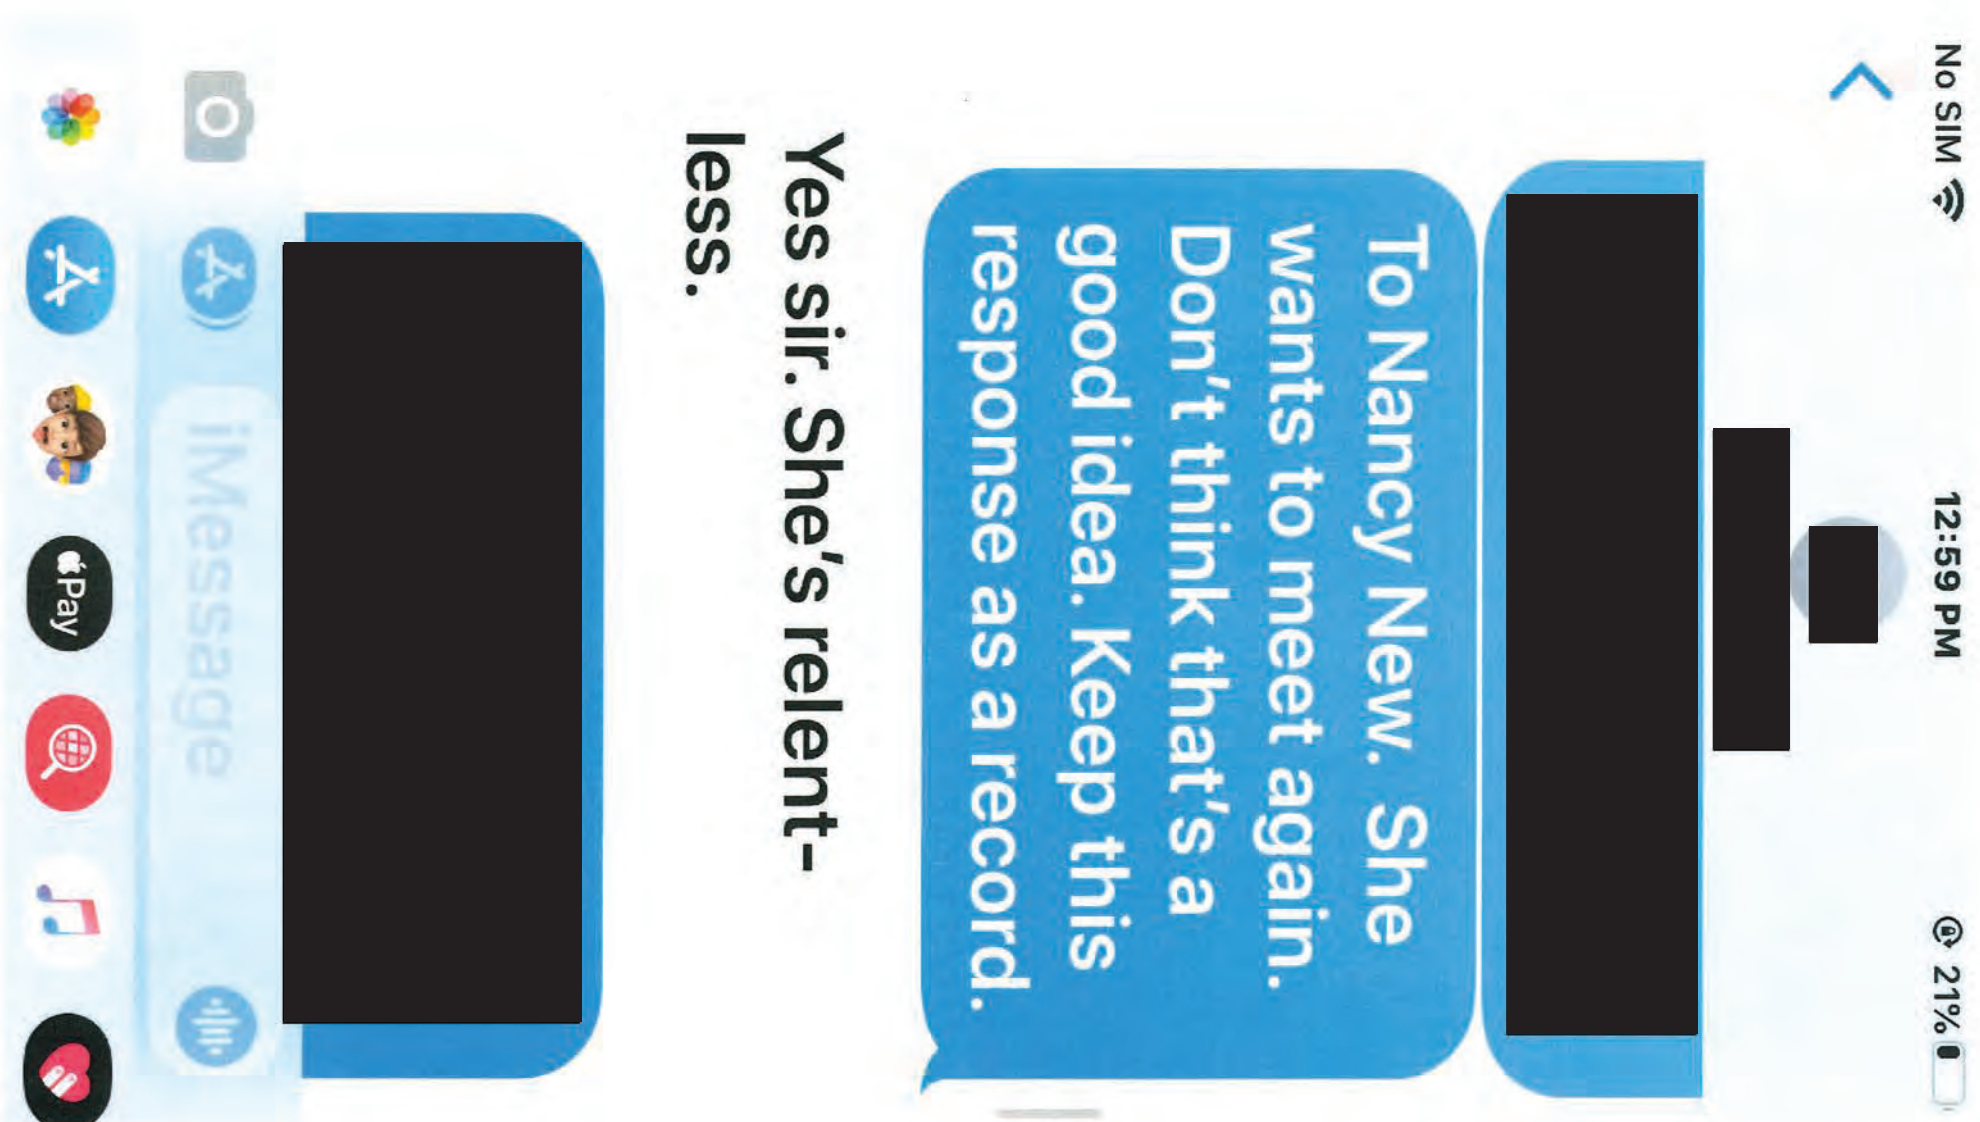 No SIM 12:59 PM 21%
To Nancy New.  She
wants to meet again.
Don't think that's a
good idea. Keep this
response as a record.
Yes sir. She's relent-
less.
iMessage
Pay